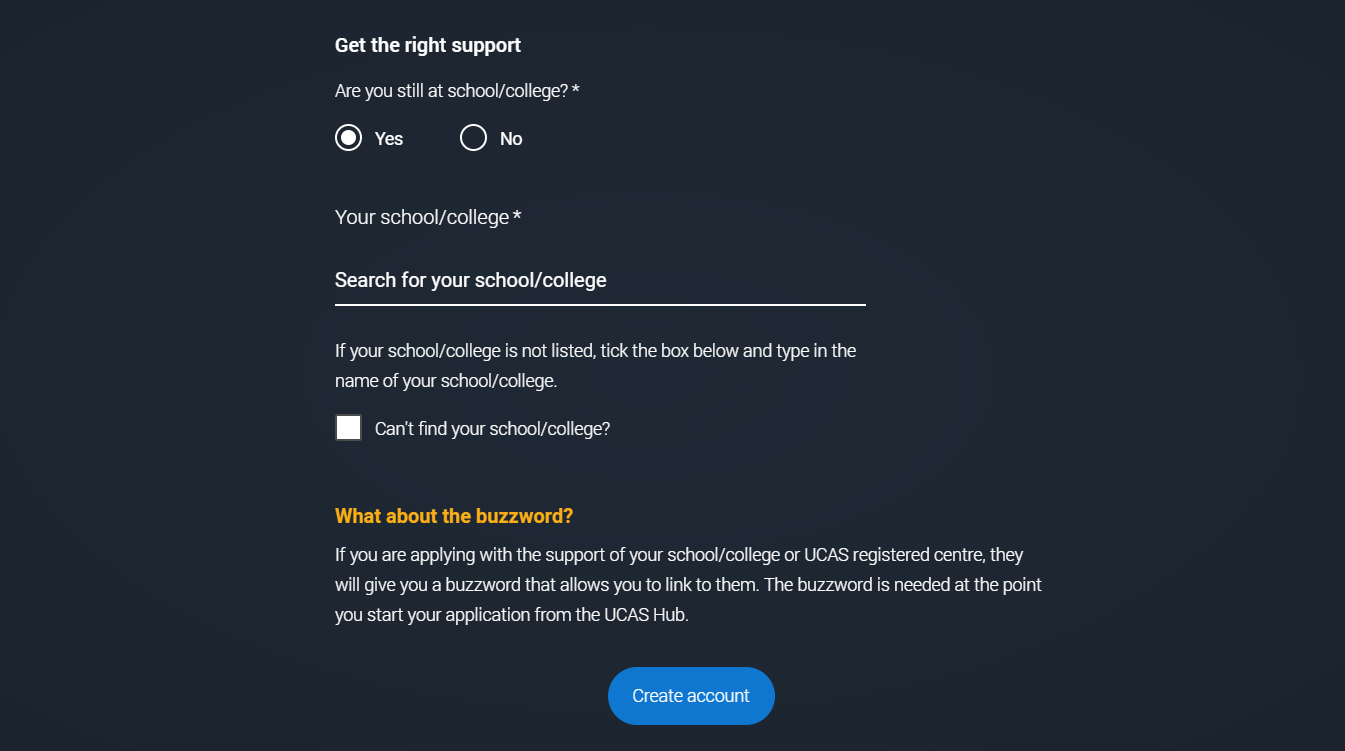 Get the right support
Are you still at school/college? *
Yes No
Your school/college *
Search for your school/college
If your school/college is not listed, tick the box below and type in the
name of your school/college.
Can't find your school/college?
What about the buzzword?
If you are applying with the support of your school/college or UCAS registered centre, they
will give you a buzzword that allows you to link to them. The buzzword is needed at the point
you start your application from the UCAS Hub.
Create account